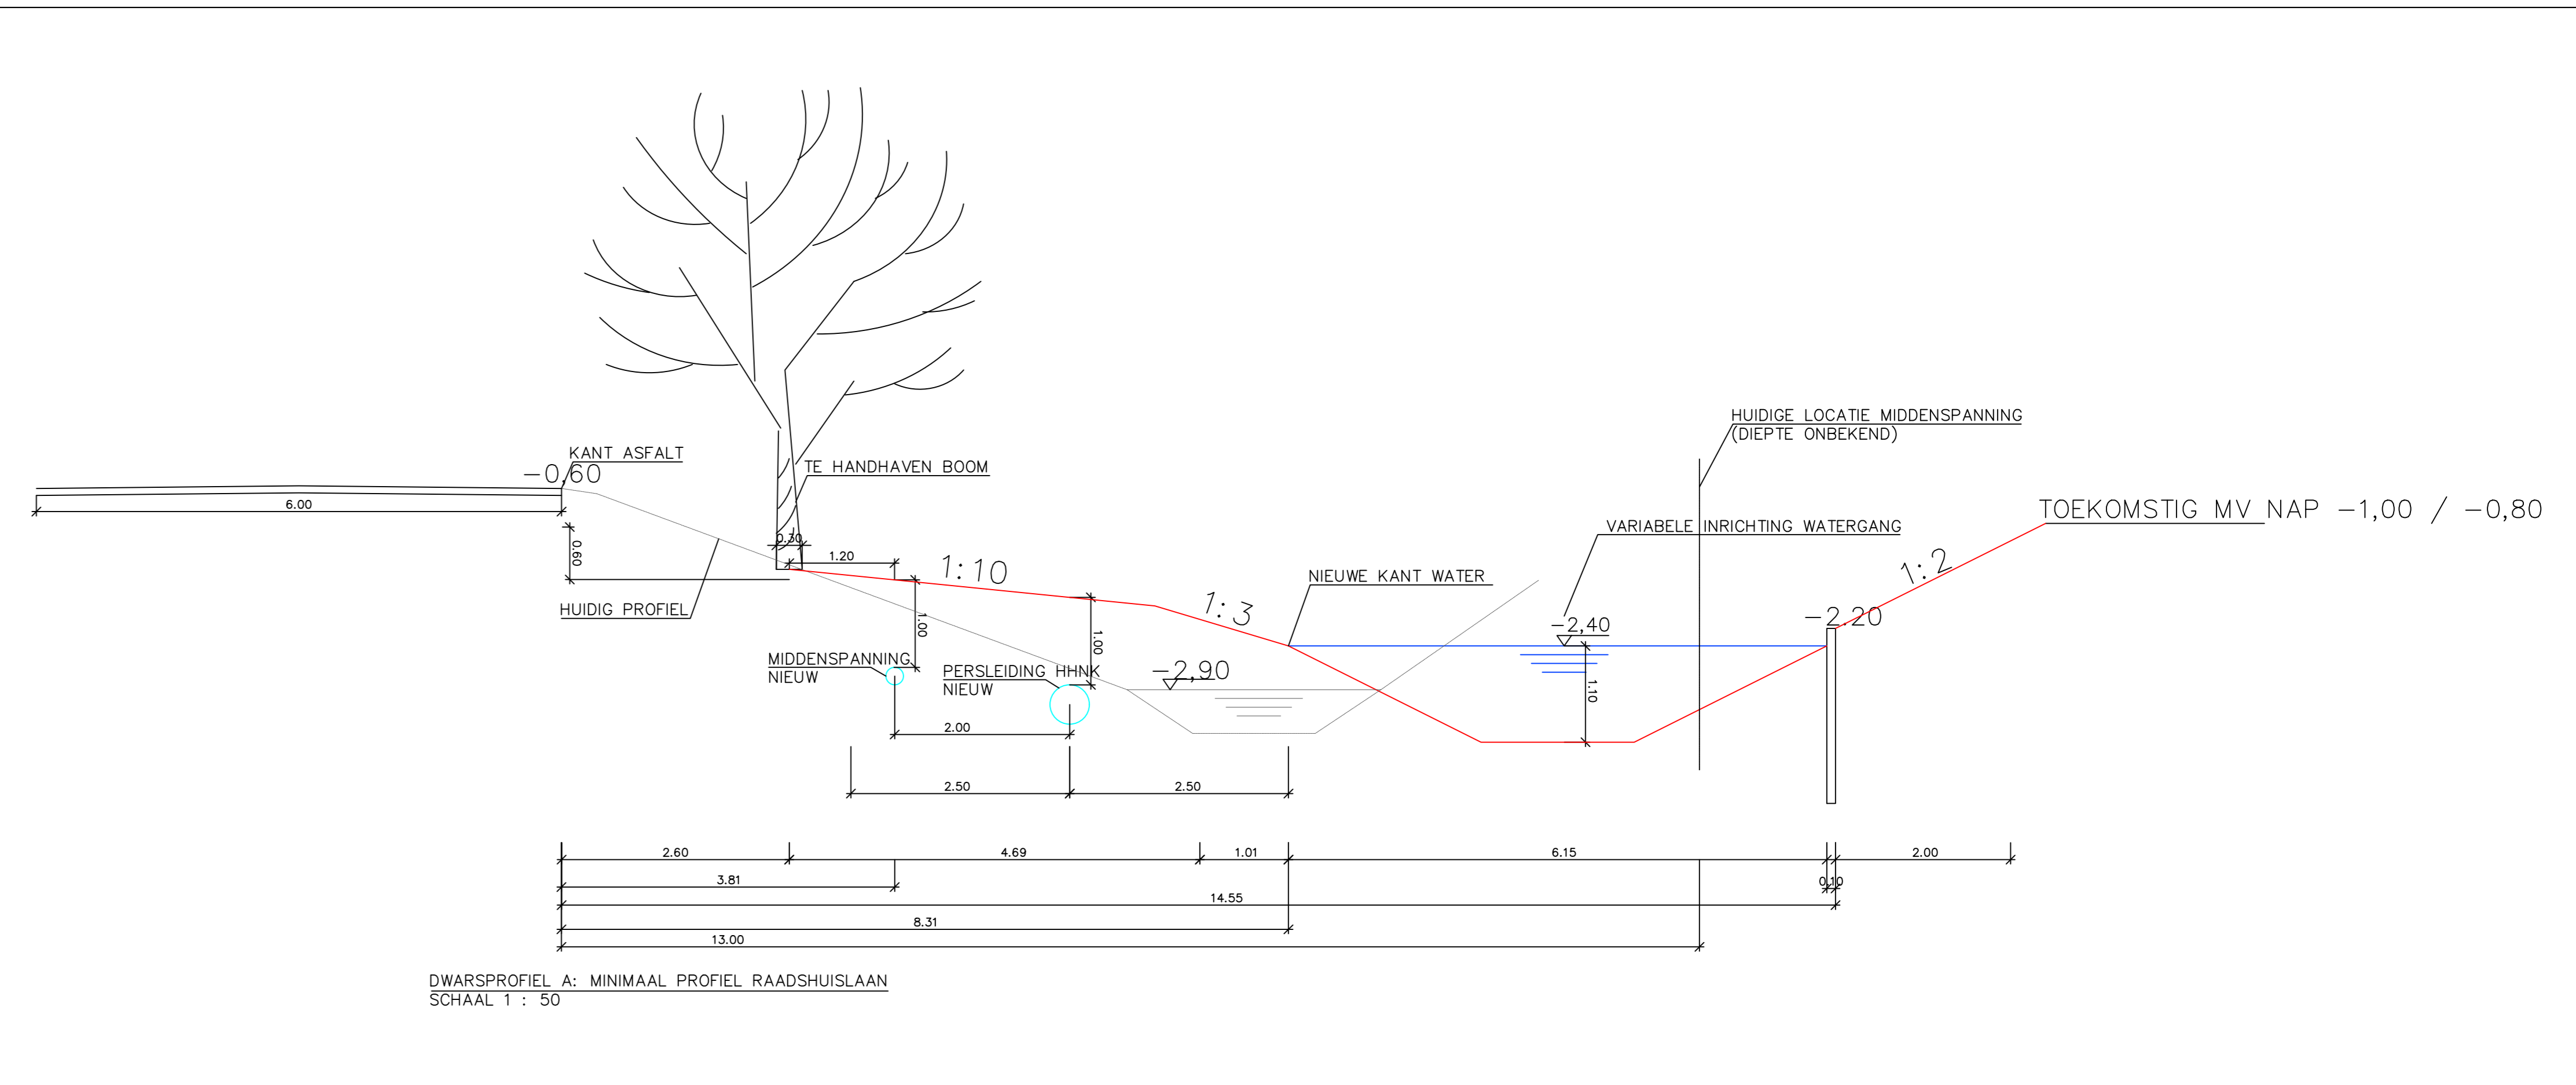 HUIDIGE LOCATIE MIDDENSPANNING
(DIEPTE ONBEKEND)
KANT ASFALT
-0,60
TE HANDHAVEN BOOM
6.00
TOEKOMSTIG MV NAP -1,00 / -0,80
VARIABELE INRICHTING WATERGANG
0.30
0.60
1.20
1:10
1:2
NIEUWE KANT WATER
HUIDIG PROFIEL
1:3
1.00
1.00
-2,40
-2.20
MIDDENSPANNING
NIEUW
PERSLEIDING HHNK
NIEUW
-2,90
1.10
2.00
2.50
2.50
2.60
4.69
1.01
6.15
2.00
3.81
0.10
14.55
8.31
13.00
DWARSPROFIEL A: MINIMAAL PROFIEL RAADSHUISLAAN
SCHAAL 1 : 50